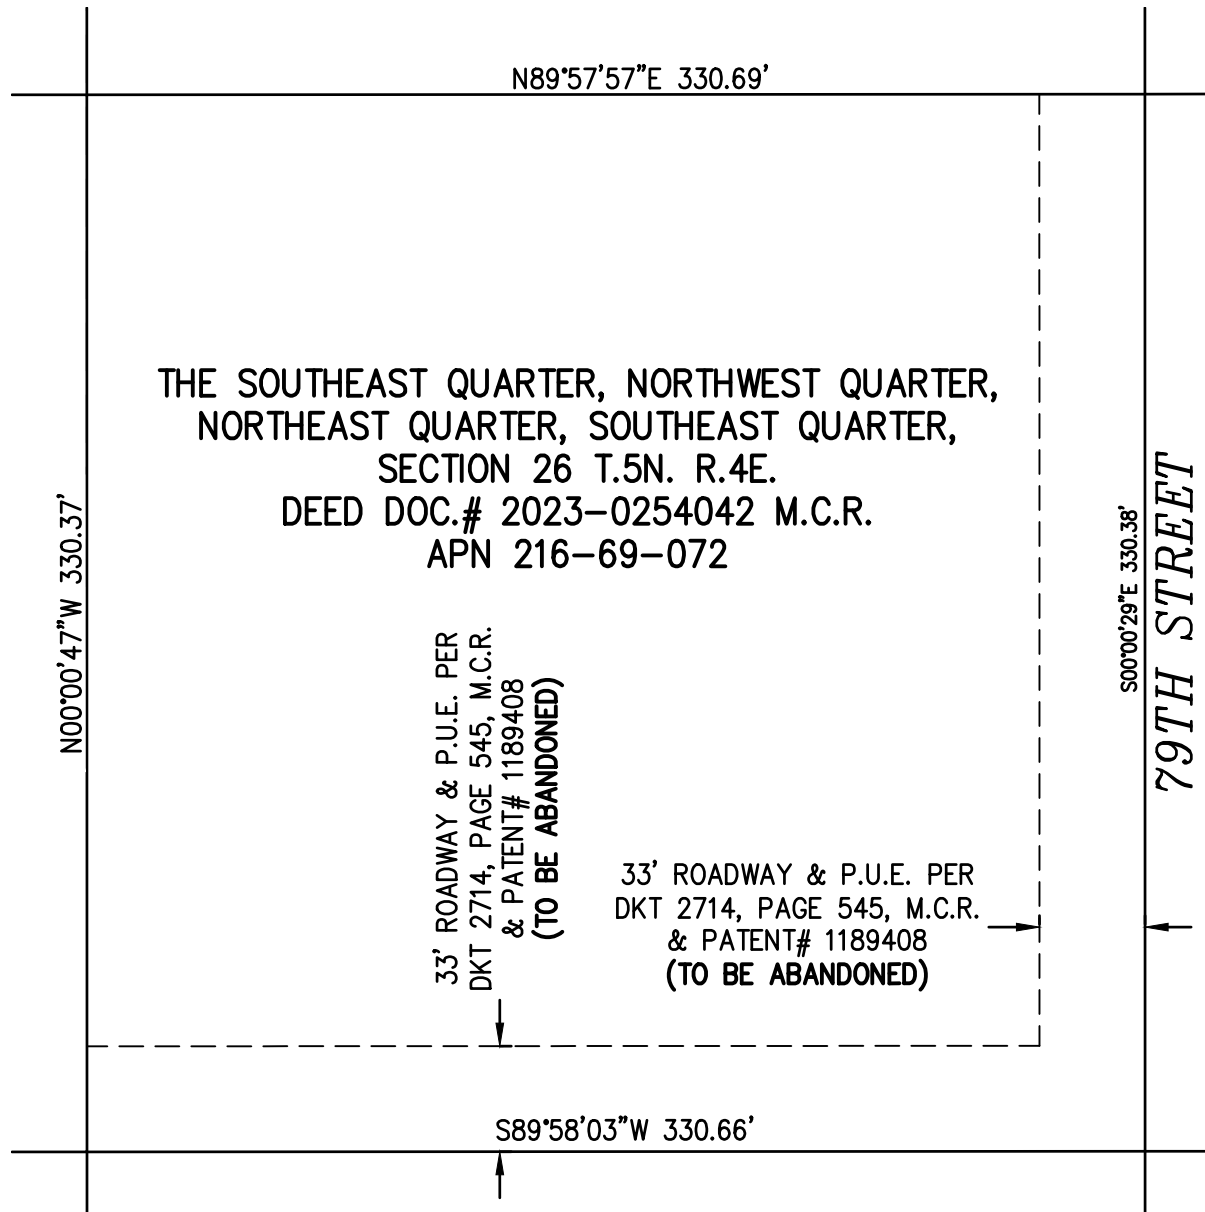 N89°57'57"E 330.69'
THE SOUTHEAST QUARTER, NORTHWEST QUARTER,
NORTHEAST QUARTER, SOUTHEAST QUARTER,
SECTION 26 T.5N. R.4E.
DEED DOC.# 2023-0254042 M.C.R.
APN 216-69-072
N00°00'47"W 330.37'
S00°00'29"E 330.38'
79TH STREET
33' ROADWAY & P.U.E. PER
DKT 2714, PAGE 545, M.C.R.
& PATENT# 1189408
(TO BE ABANDONED)
33' ROADWAY & P.U.E. PER
DKT 2714, PAGE 545, M.C.R.
& PATENT# 1189408
(TO BE ABANDONED)
S89°58'03"W 330.66'